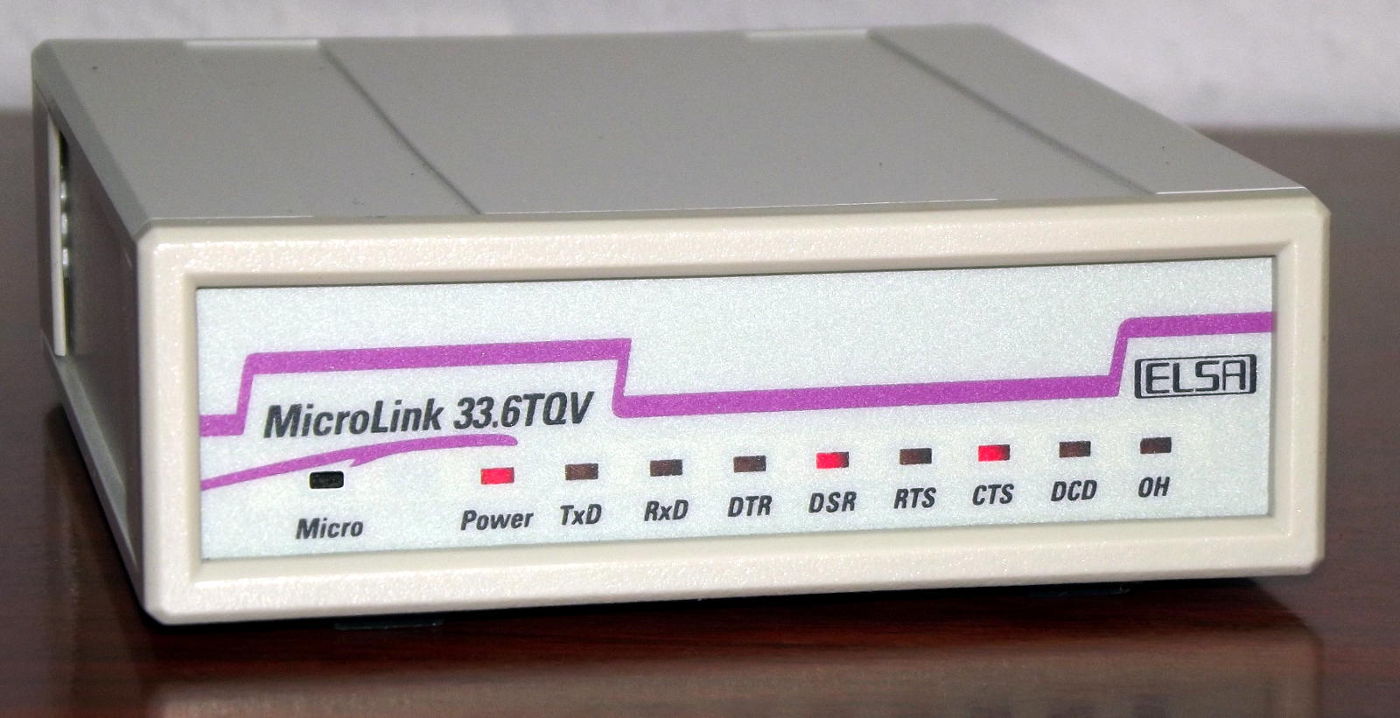 MicroLink 33.6TQV
ELSA
Micro Power TxD RxD DTR DSR RTS CTS DCD OH